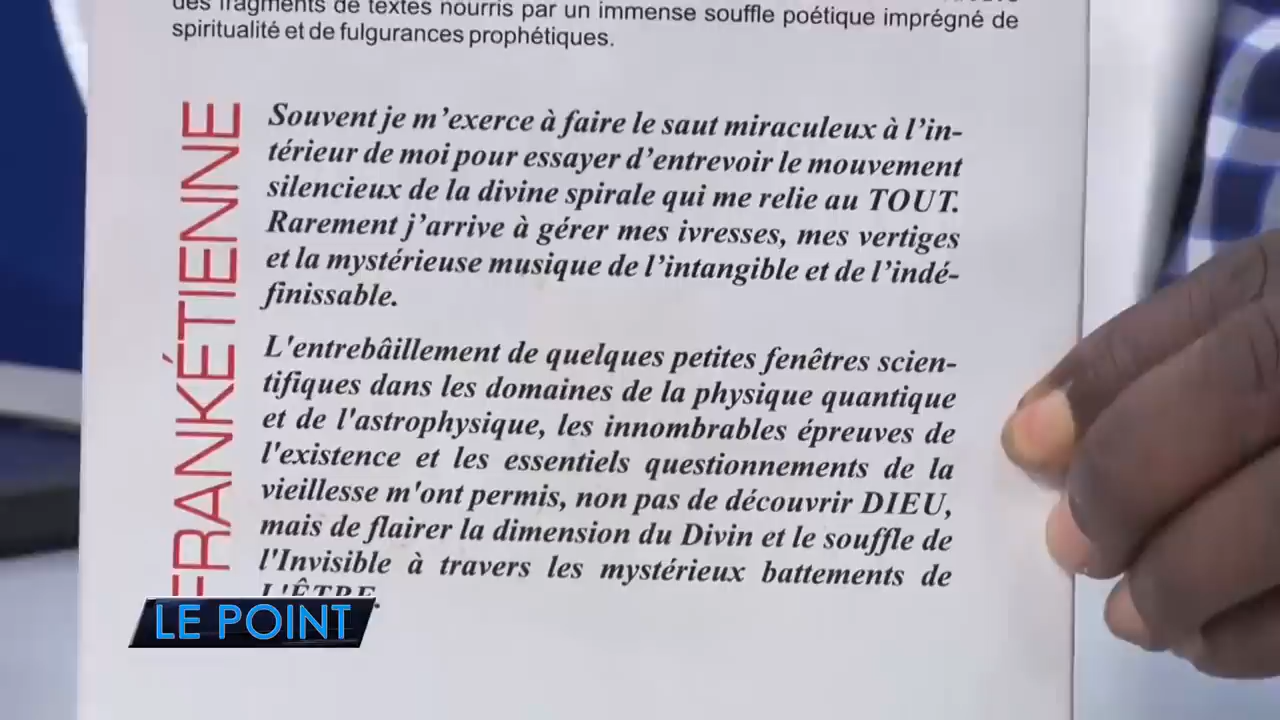 des fragments de textes nourris par un immense souffle poétique imprégné de
spiritualité et de fulgurances prophétiques.
FRANKÉTIENNE
Souvent je m’exerce à faire le saut miraculeux à l’in-
térieur de moi pour essayer d’entrevoir le mouvement
silencieux de la divine spirale qui me relie au TOUT.
Rarement j’arrive à gérer mes ivresses, mes vertiges
et la mystérieuse musique de l’intangible et de l’indé-
finissable.
L'entrebâillement de quelques petites fenêtres scien-
tifiques dans les domaines de la physique quantique
et de l'astrophysique, les innombrables épreuves de
l'existence et les essentiels questionnements de la
vieillesse m'ont permis, non pas de découvrir DIEU,
mais de flairer la dimension du Divin et le souffle de
l'Invisible à travers les mystérieux battements de
L'ÊTRE.
LE POINT